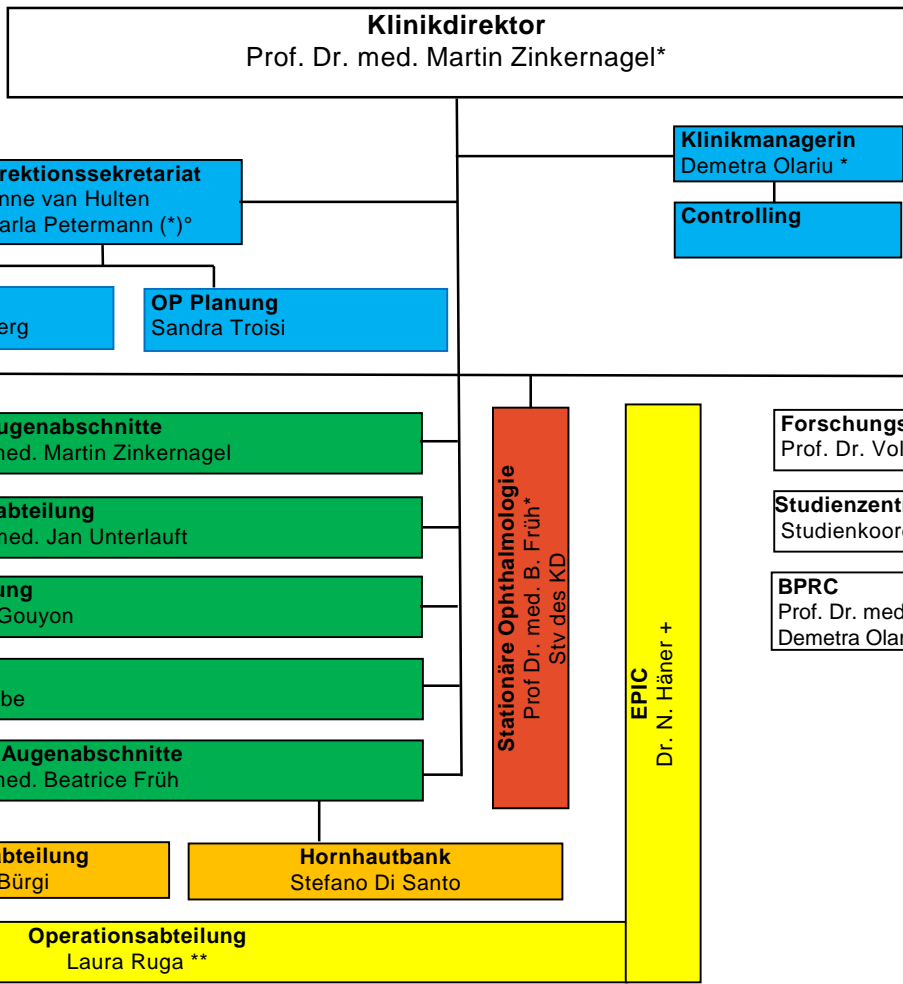 Klinikdirektor
Prof. Dr. med. Martin Zinkernagel*
Klinikmanagerin
Demetra Olariu *
Controlling
rektionssekretariat
nne van Hulten
arla Petermann (*)°
erg
OP Planung
Sandra Troisi
ugenabschnitte
ned. Martin Zinkernagel
abteilung
ned. Jan Unterlauft
ung
Gouyon
be
Augenabschnitte
ned. Beatrice Früh
Stationäre Ophthalmologie
Prof Dr. med. B. Früh*
Stv des KD
EPIC
Dr. N. Häner +
Forschungs
Prof. Dr. Vol
Studienzent
Studienkoor
BPRC
Prof. Dr. med
Demetra Olar
abteilung
Bürgi
Hornhautbank
Stefano Di Santo
Operationsabteilung
Laura Ruga **